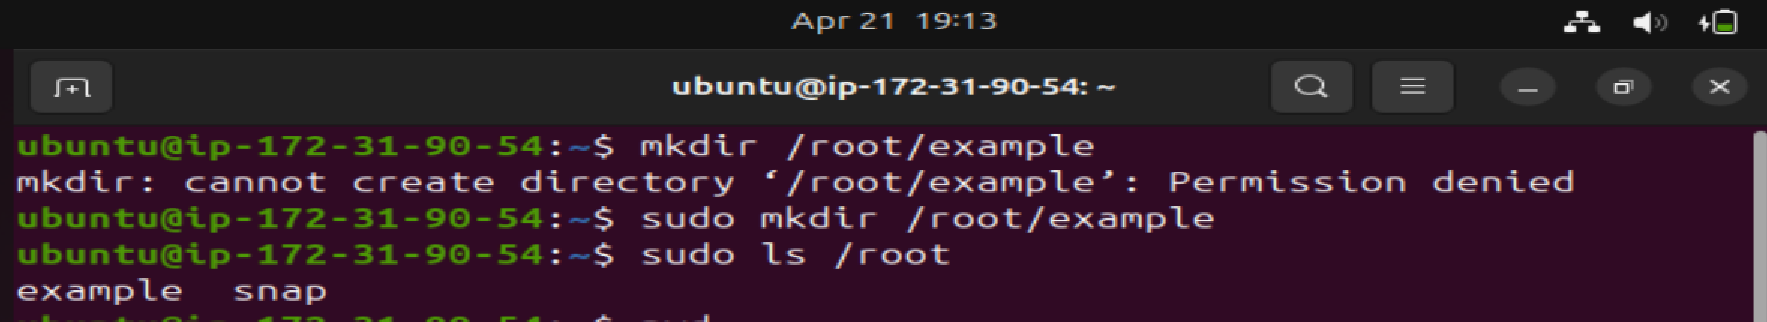 Apr 21 19:13
ubuntu@ip-172-31-90-54: ~
ubuntu@ip-172-31-90-54:~$ mkdir /root/example
mkdir: cannot create directory ‘/root/example’: Permission denied
ubuntu@ip-172-31-90-54:~$ sudo mkdir /root/example
ubuntu@ip-172-31-90-54:~$ sudo ls /root
example  snap